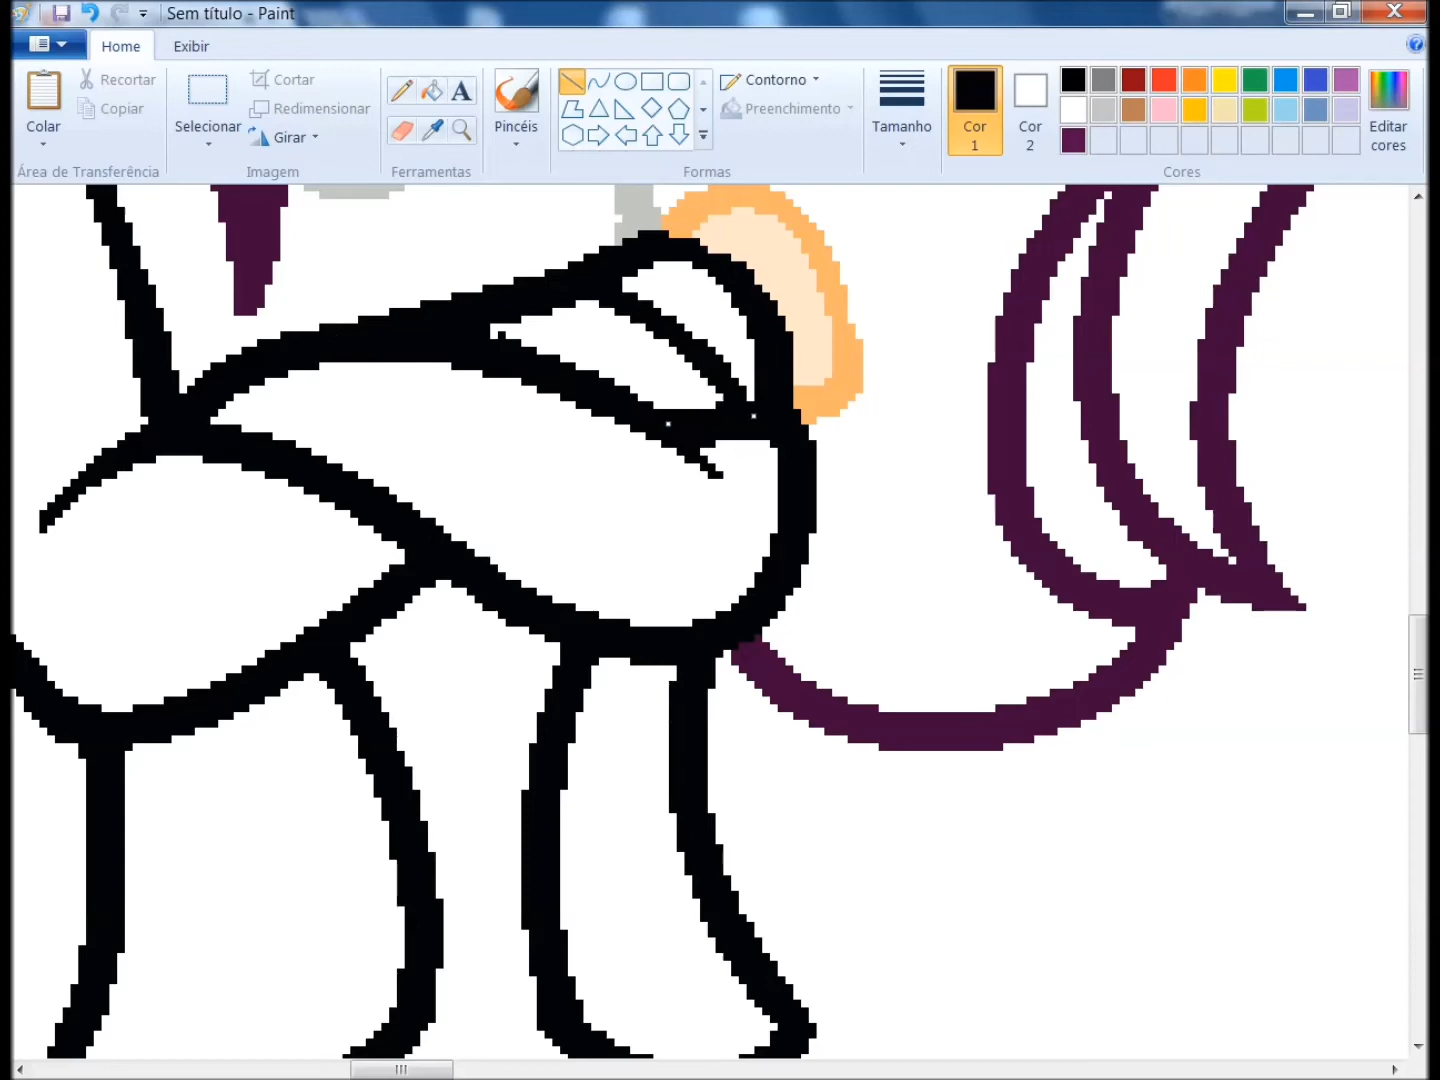 Sem título - Paint
Home Exibir
Colar
Recortar
Copiar
Área de Transferência
Selecionar
Cortar
Redimensionar
Girar
Imagem
A
Ferramentas
Pincéis
Contorno
Preenchimento
Formas
Tamanho
Cor
1
Cor
2
Cores
Editar
cores